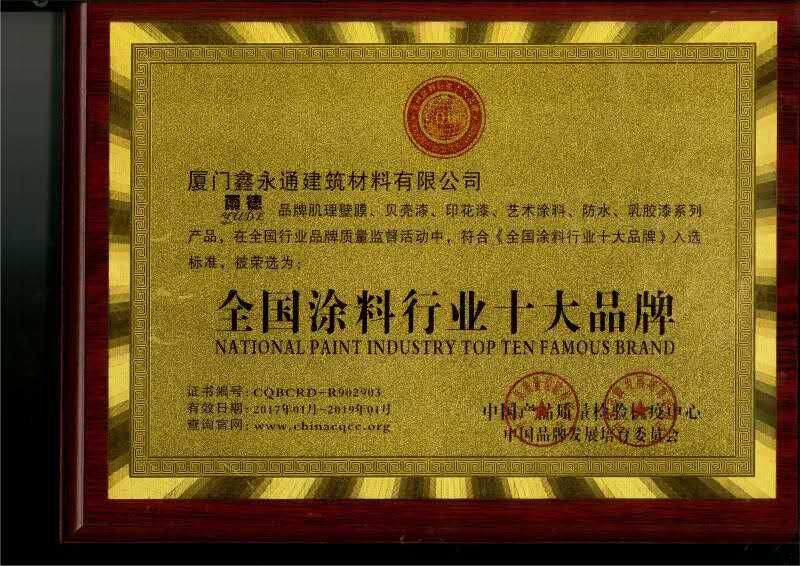 厦门鑫永通建筑材料有限公司
雨德
YUDE
品牌肌理壁膜、贝壳漆、印花漆、艺术涂料、防水、乳胶漆系列
产品，在全国行业品牌质量监督活动中，符合《全国涂料行业十大品牌》入选
标准，被荣选为：
全国涂料行业十大品牌
NATIONAL PAINT INDUSTRY TOP TEN FAMOUS BRAND
证书编号：CQBCRD-R902903
有效日期：2017年01月-2019年01月
查询官网：www.chinacqcc.org
中国产品质量检验检疫中心
中国品牌发展培育委员会